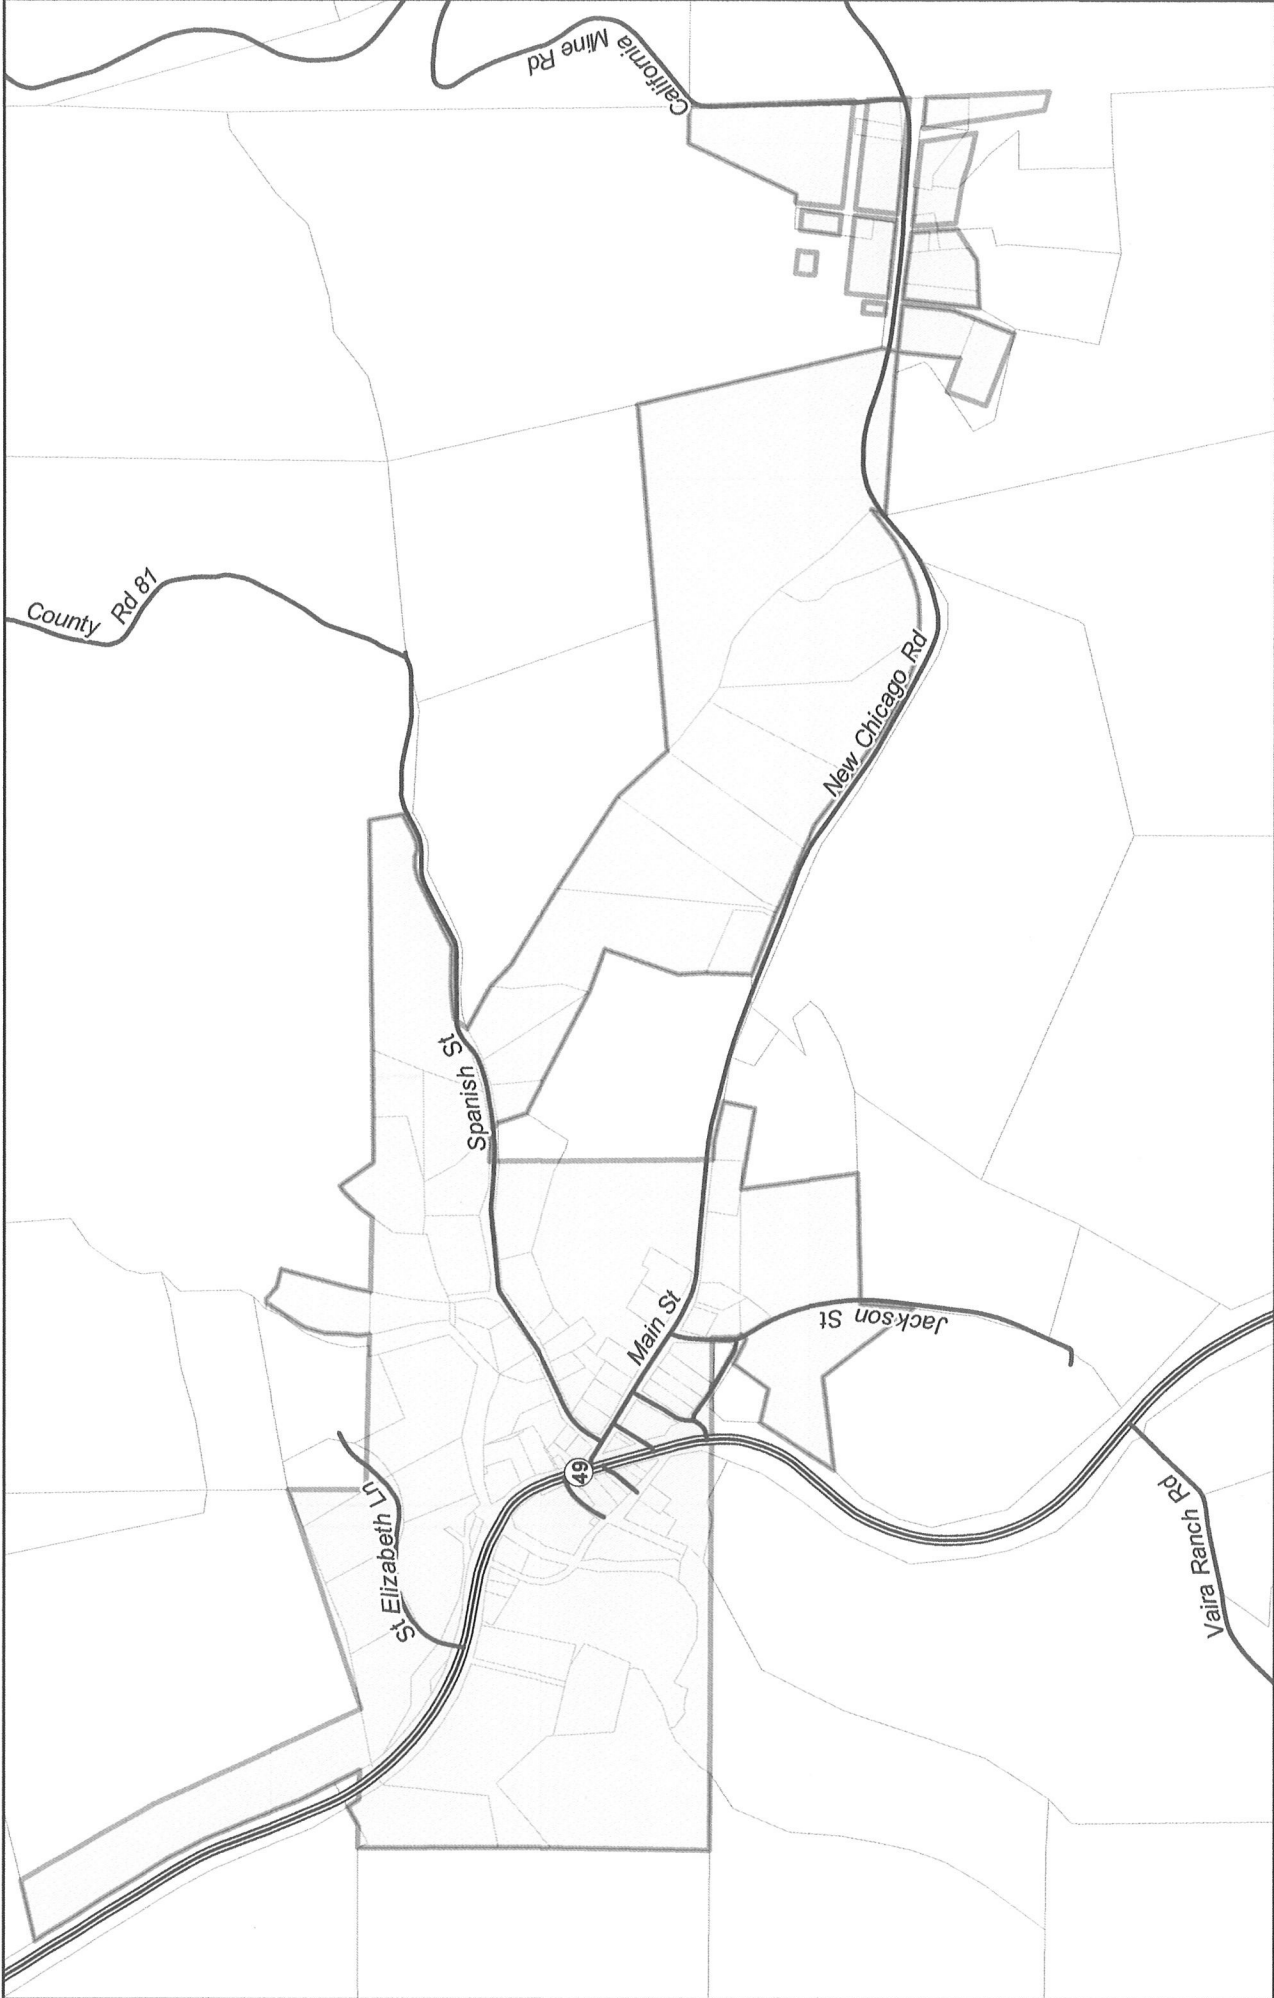 California
Mine Rd
County
Rd 81
New Chicago Rd
Spanish St
Main St
Jackson St
49
St Elizabeth Ln
Vaira Ranch Rd